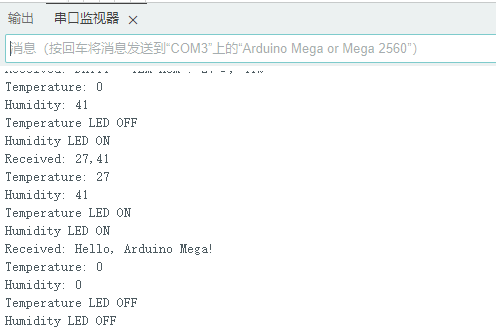 输出 串口监视器 ×
消息（按回车将消息发送到“COM3”上的“Arduino Mega or Mega 2560”）
Temperature: 0
Humidity: 41
Temperature LED OFF
Humidity LED ON
Received: 27,41
Temperature: 27
Humidity: 41
Temperature LED ON
Humidity LED ON
Received: Hello, Arduino Mega!
Temperature: 0
Humidity: 0
Temperature LED OFF
Humidity LED OFF